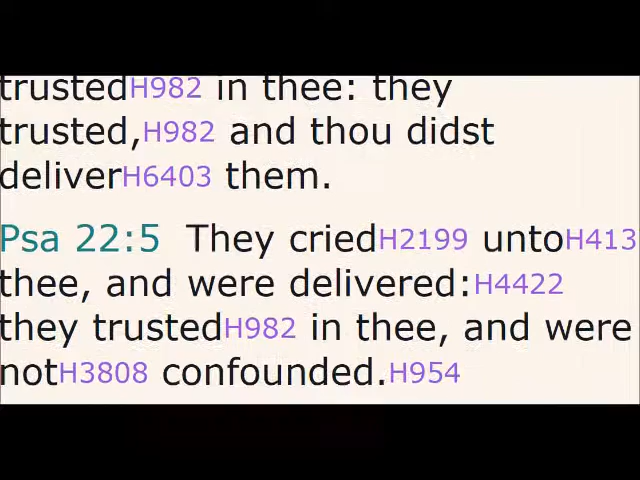 trustedH982 in thee: they
trusted,H982 and thou didst
deliverH6403 them.
Psa 22:5 They criedH2199 untoH413
thee, and were delivered:H4422
they trustedH982 in thee, and were
notH3808 confounded.H954